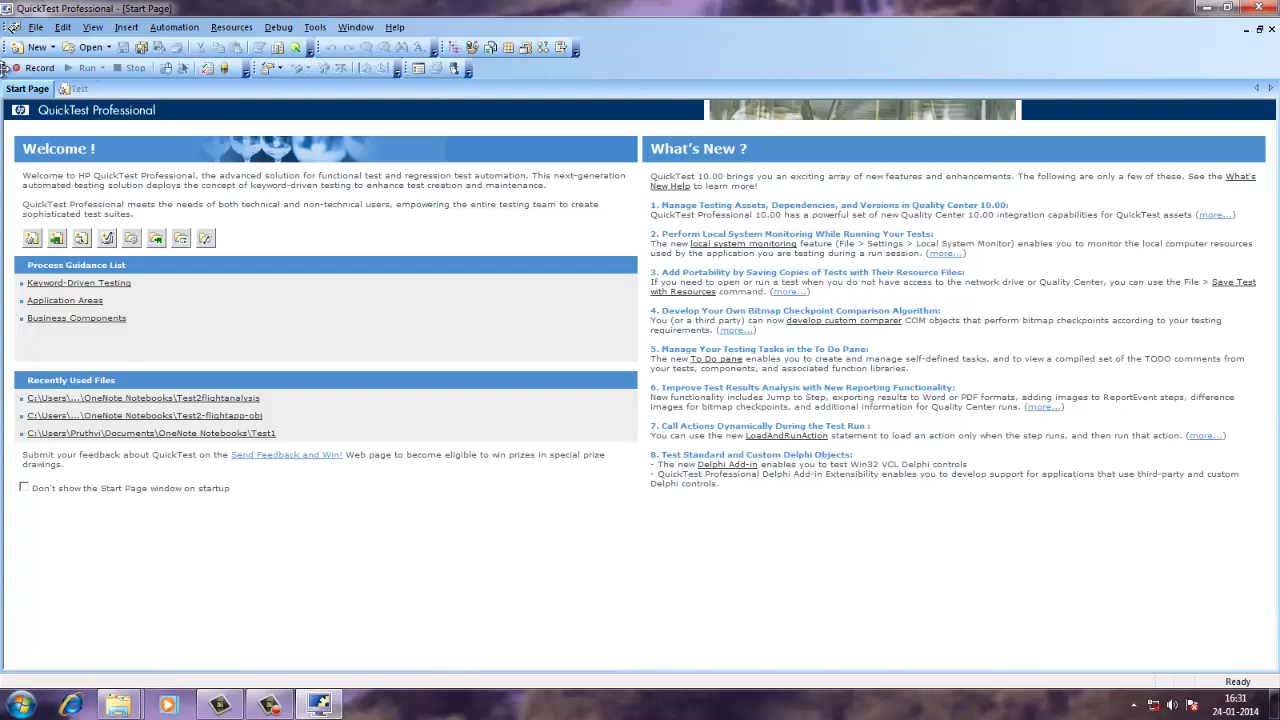 QuickTest Professional - [Start Page]
File Edit View Insert Automation Resources Debug Tools Window Help
New Open
Record Run Stop
Start Page Test
QuickTest Professional
Welcome !
Welcome to HP QuickTest Professional, the advanced solution for functional test and regression test automation. This next-generation
automated testing solution deploys the concept of keyword-driven testing to enhance test creation and maintenance.
QuickTest Professional meets the needs of both technical and non-technical users, empowering the entire testing team to create
sophisticated test suites.
Process Guidance List
Keyword-Driven Testing
Application Areas
Business Components
Recently Used Files
C:\Users\...\OneNote Notebooks\Test2flightanalysis
C:\Users\...\OneNote Notebooks\Test2-flightapp-obj
C:\Users\Pruthvi\Documents\OneNote Notebooks\Test1
Submit your feedback about QuickTest on the Send Feedback and Win! Web page to become eligible to win prizes in special prize
drawings.
Don't show the Start Page window on startup
What's New ?
QuickTest 10.00 brings you an exciting array of new features and enhancements. The following are only a few of these. See the What's
New Help to learn more!
1. Manage Testing Assets, Dependencies, and Versions in Quality Center 10.00:
QuickTest Professional 10.00 has a powerful set of new Quality Center 10.00 integration capabilities for QuickTest assets (more...)
2. Perform Local System Monitoring While Running Your Tests:
The new local system monitoring feature (File > Settings > Local System Monitor) enables you to monitor the local computer resources
used by the application you are testing during a run session. (more...)
3. Add Portability by Saving Copies of Tests with Their Resource Files:
If you need to open or run a test when you do not have access to the network drive or Quality Center, you can use the File > Save Test
with Resources command. (more...)
4. Develop Your Own Bitmap Checkpoint Comparison Algorithm:
You (or a third party) can now develop custom comparer COM objects that perform bitmap checkpoints according to your testing
requirements. (more...)
5. Manage Your Testing Tasks in the To Do Pane:
The new To Do pane enables you to create and manage self-defined tasks, and to view a compiled set of the TODO comments from
your tests, components, and associated function libraries.
6. Improve Test Results Analysis with New Reporting Functionality:
New functionality includes Jump to Step, exporting results to Word or PDF formats, adding images to ReportEvent steps, difference
images for bitmap checkpoints, and additional information for Quality Center runs. (more...)
7. Call Actions Dynamically During the Test Run :
You can use the new LoadAndRunAction statement to load an action only when the step runs, and then run that action. (more...)
8. Test Standard and Custom Delphi Objects:
- The new Delphi Add-in enables you to test Win32 VCL Delphi controls
- QuickTest Professional Delphi Add-in Extensibility enables you to develop support for applications that use third-party and custom
Delphi controls.
Ready
16:31
24-01-2014